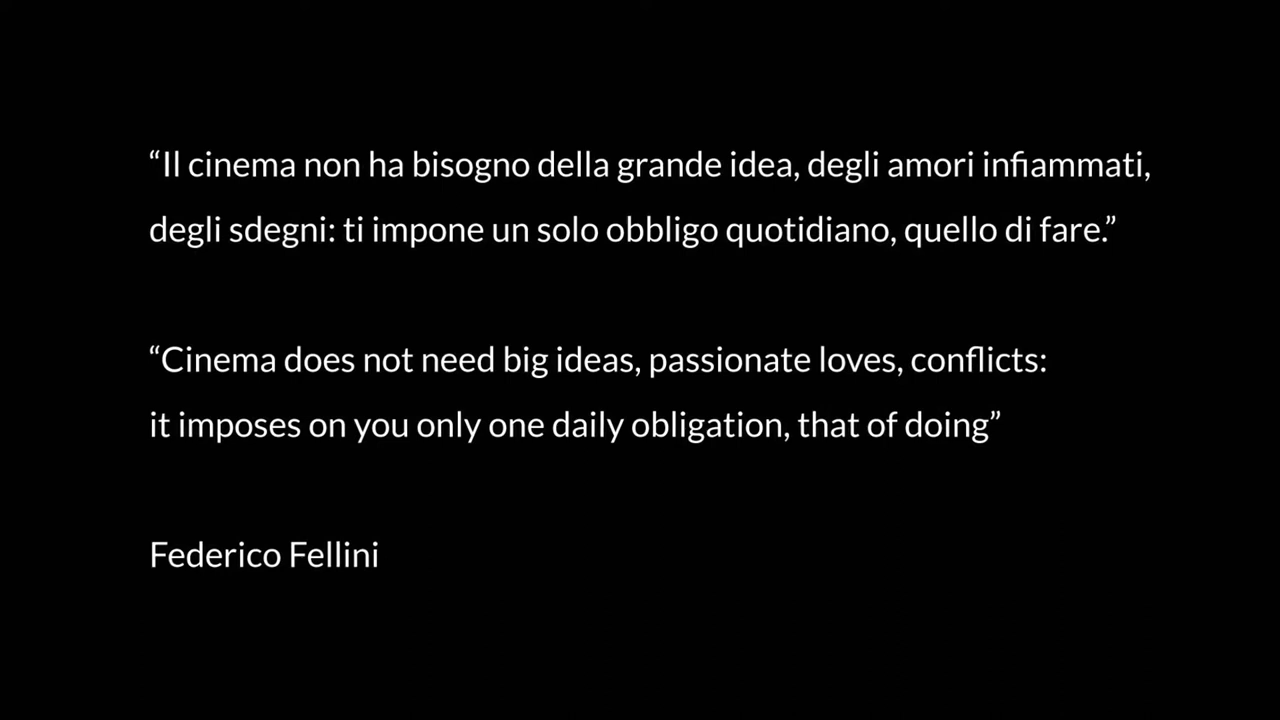 “Il cinema non ha bisogno della grande idea, degli amori infiammati,
degli sdegni: ti impone un solo obbligo quotidiano, quello di fare.”
“Cinema does not need big ideas, passionate loves, conflicts:
it imposes on you only one daily obligation, that of doing”
Federico Fellini